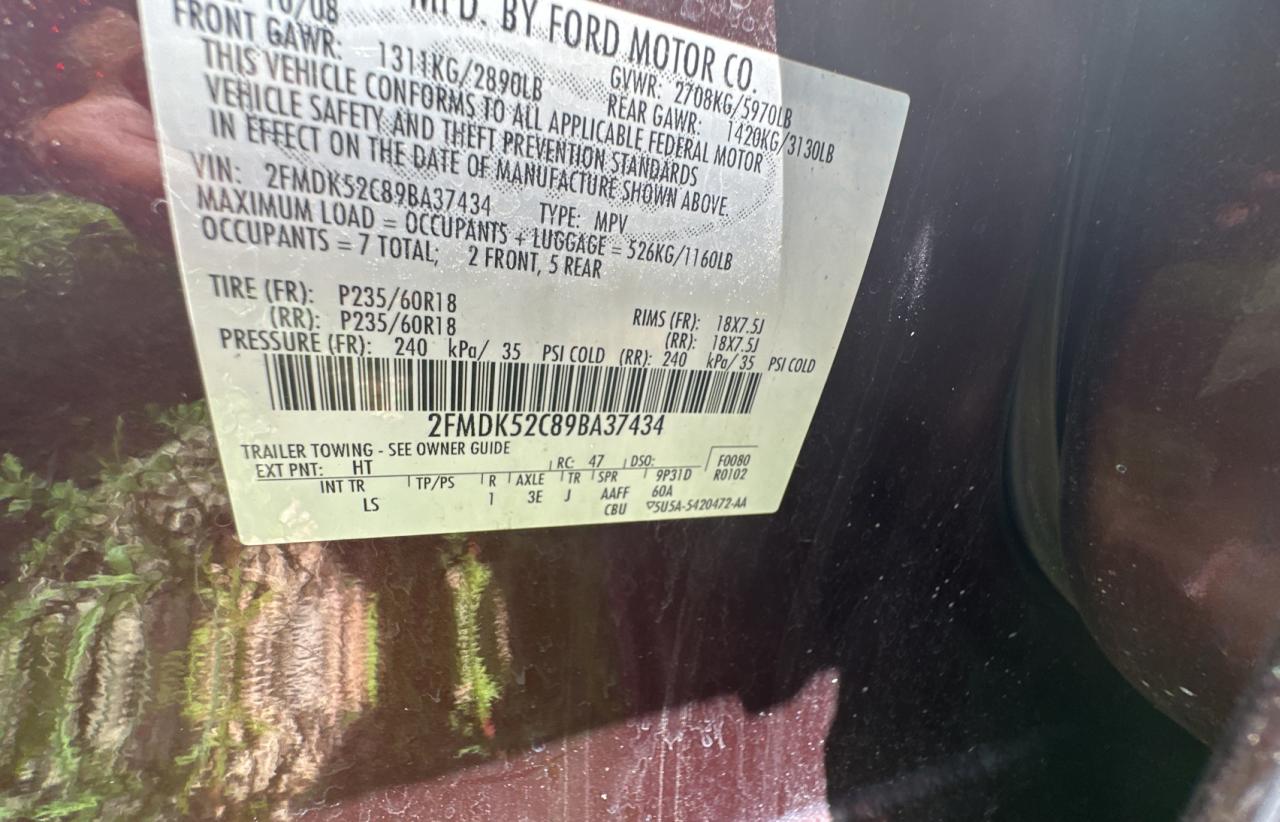 10/08 MFD. BY FORD MOTOR CO.
FRONT GAWR: 1311KG/2890LB GVWR: 2708KG/5970LB
REAR GAWR: 1420KG/3130LB
THIS VEHICLE CONFORMS TO ALL APPLICABLE FEDERAL MOTOR
VEHICLE SAFETY AND THEFT PREVENTION STANDARDS
IN EFFECT ON THE DATE OF MANUFACTURE SHOWN ABOVE.
VIN: 2FMDK52C89BA37434 TYPE: MPV
MAXIMUM LOAD = OCCUPANTS + LUGGAGE = 526KG/1160LB
OCCUPANTS = 7 TOTAL; 2 FRONT, 5 REAR
TIRE (FR): P235/60R18 RIMS (FR): 18X7.5J
(RR): P235/60R18 (RR): 18X7.5J
PRESSURE (FR): 240 kPa/ 35 PSI COLD (RR): 240 kPa/ 35 PSI COLD
2FMDK52C89BA37434
TRAILER TOWING - SEE OWNER GUIDE
EXT PNT: HT RC: 47 DSO: F0080
INT TR TP/PS R AXLE TR SPR 9P31D R0102
LS 1 3E J AAFF 60A
CBU ▽5U5A-5420472-AA